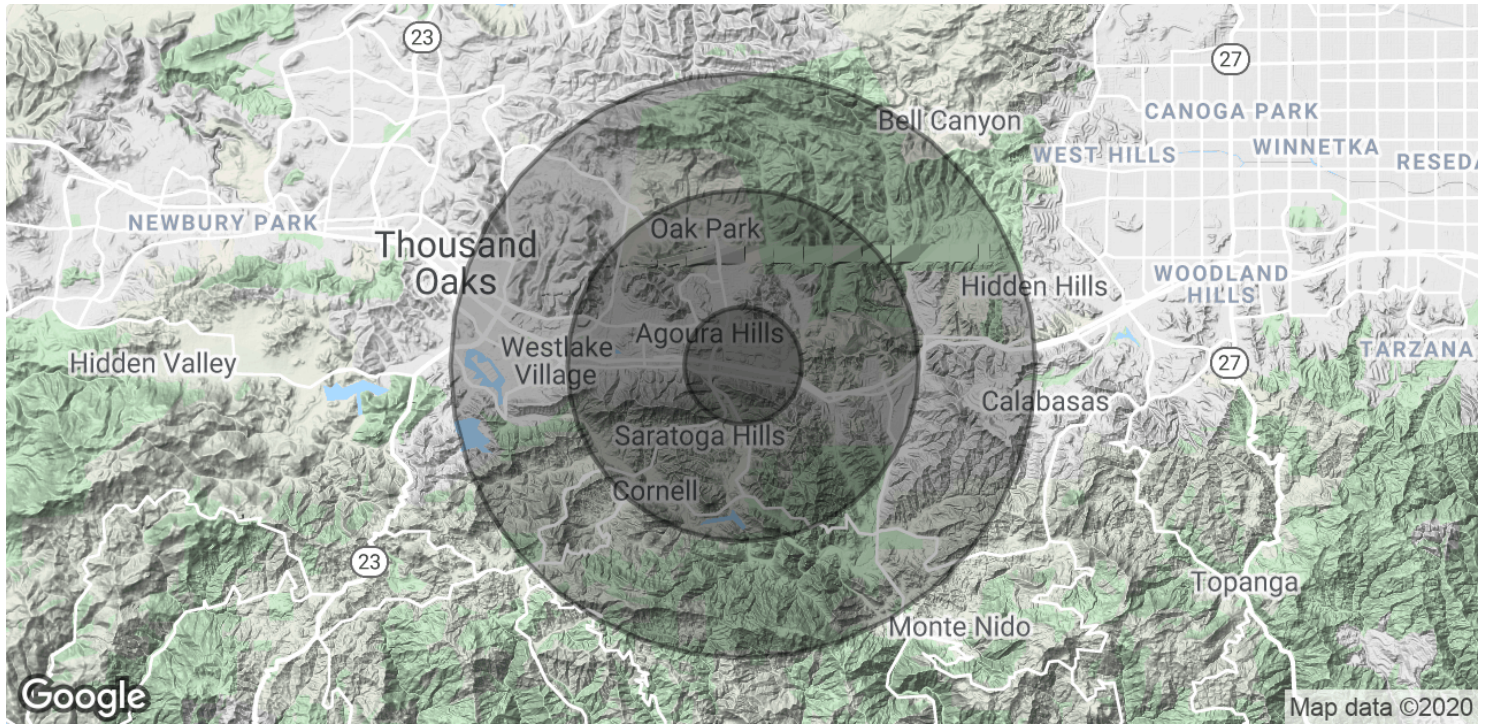 23
27
CANOGA PARK
Bell Canyon
WEST HILLS
WINNETKA
RESEDA
NEWBURY PARK
Oak Park
Thousand
Oaks
Hidden Hills
WOODLAND
HILLS
Agoura Hills
Westlake
Village
Hidden Valley
27
TARZANA
Calabasas
Saratoga Hills
Cornell
23
Topanga
Monte Nido
Google
Map data ©2020